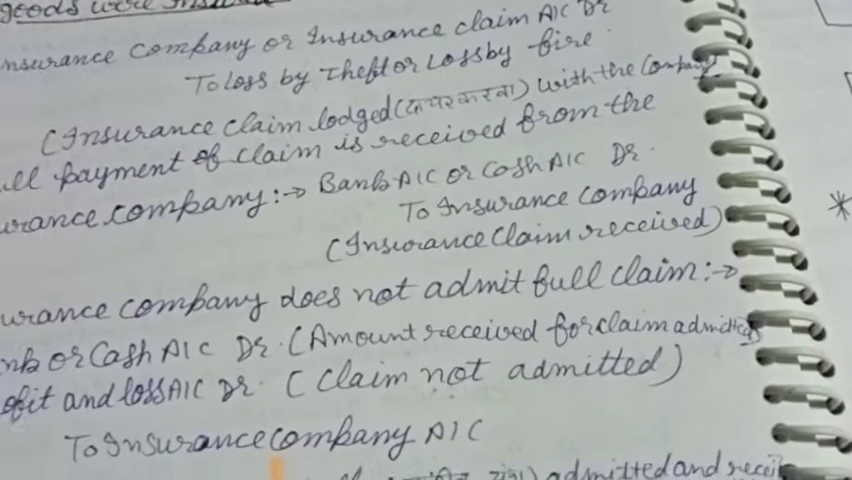 goods were
nsurance company or Insurance claim A/C Dr
To loss by Theft or Loss by fire
(Insurance claim lodged (दायर करवा) with the Company
ull payment of claim is received from the
urance company:→ Bank A/C or Cash A/C Dr.
To Insurance company
(Insurance Claim received)
urance company does not admit full claim:→
nk or Cash A/C Dr. (Amount received for claim admitted
ofit and loss A/C Dr. (Claim not admitted)
To Insurance company A/C
admitted and recei